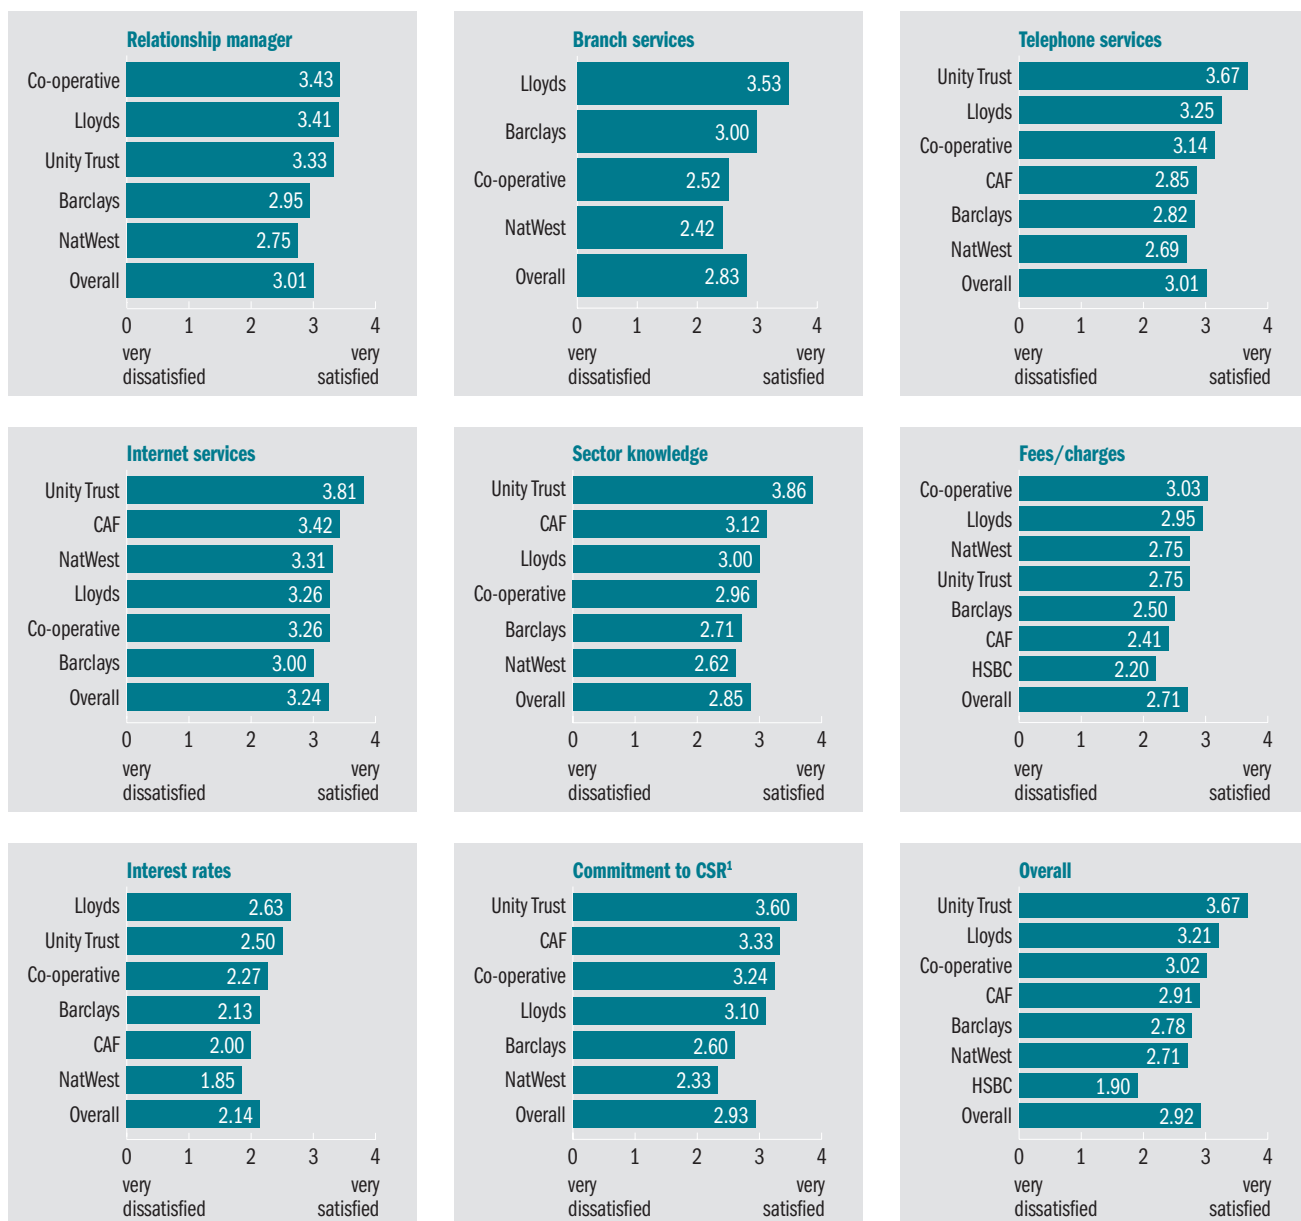 Relationship manager
Co-operative 3.43
Lloyds 3.41
Unity Trust 3.33
Barclays 2.95
NatWest 2.75
Overall 3.01
0 1 2 3 4
very very
dissatisfied satisfied
Branch services
Lloyds 3.53
Barclays 3.00
Co-operative 2.52
NatWest 2.42
Overall 2.83
0 1 2 3 4
very very
dissatisfied satisfied
Telephone services
Unity Trust 3.67
Lloyds 3.25
Co-operative 3.14
CAF 2.85
Barclays 2.82
NatWest 2.69
Overall 3.01
0 1 2 3 4
very very
dissatisfied satisfied
Internet services
Unity Trust 3.81
CAF 3.42
NatWest 3.31
Lloyds 3.26
Co-operative 3.26
Barclays 3.00
Overall 3.24
0 1 2 3 4
very very
dissatisfied satisfied
Sector knowledge
Unity Trust 3.86
CAF 3.12
Lloyds 3.00
Co-operative 2.96
Barclays 2.71
NatWest 2.62
Overall 2.85
0 1 2 3 4
very very
dissatisfied satisfied
Fees/charges
Co-operative 3.03
Lloyds 2.95
NatWest 2.75
Unity Trust 2.75
Barclays 2.50
CAF 2.41
HSBC 2.20
Overall 2.71
0 1 2 3 4
very very
dissatisfied satisfied
Interest rates
Lloyds 2.63
Unity Trust 2.50
Co-operative 2.27
Barclays 2.13
CAF 2.00
NatWest 1.85
Overall 2.14
0 1 2 3 4
very very
dissatisfied satisfied
Commitment to CSR¹
Unity Trust 3.60
CAF 3.33
Co-operative 3.24
Lloyds 3.10
Barclays 2.60
NatWest 2.33
Overall 2.93
0 1 2 3 4
very very
dissatisfied satisfied
Overall
Unity Trust 3.67
Lloyds 3.21
Co-operative 3.02
CAF 2.91
Barclays 2.78
NatWest 2.71
HSBC 1.90
Overall 2.92
0 1 2 3 4
very very
dissatisfied satisfied